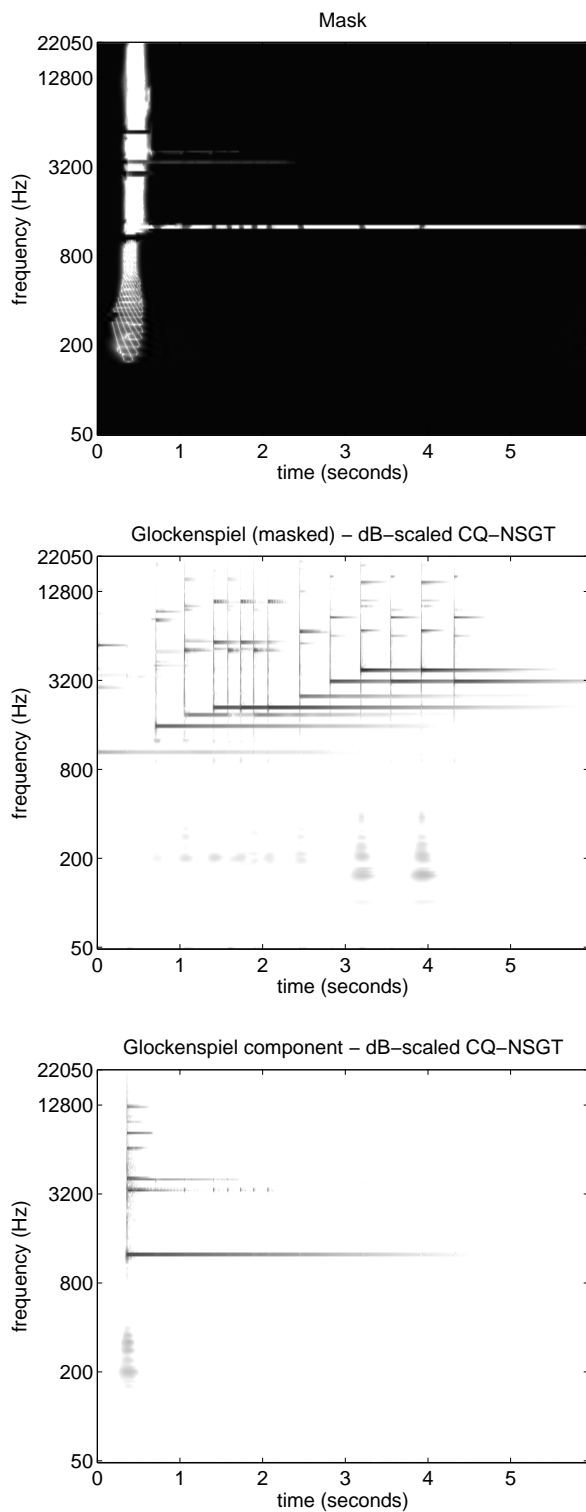 Mask
22050
12800
3200
800
200
50
frequency (Hz)
0 1 2 3 4 5
time (seconds)
Glockenspiel (masked) − dB−scaled CQ−NSGT
22050
12800
3200
800
200
50
frequency (Hz)
0 1 2 3 4 5
time (seconds)
Glockenspiel component − dB−scaled CQ−NSGT
22050
12800
3200
800
200
50
frequency (Hz)
0 1 2 3 4 5
time (seconds)